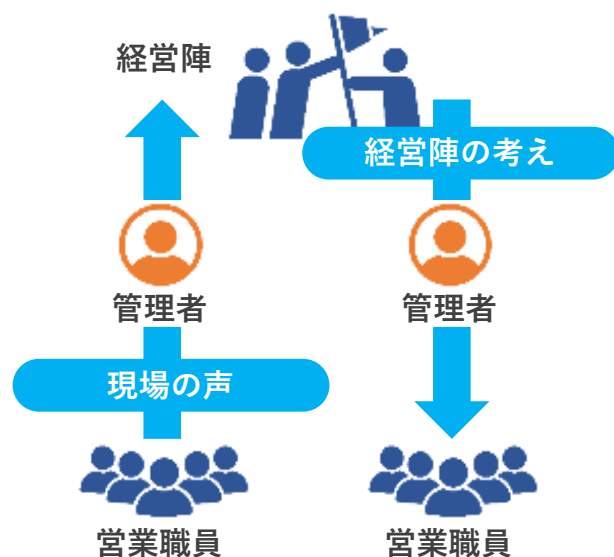 経営陣
経営陣の考え
管理者
管理者
現場の声
営業職員
営業職員